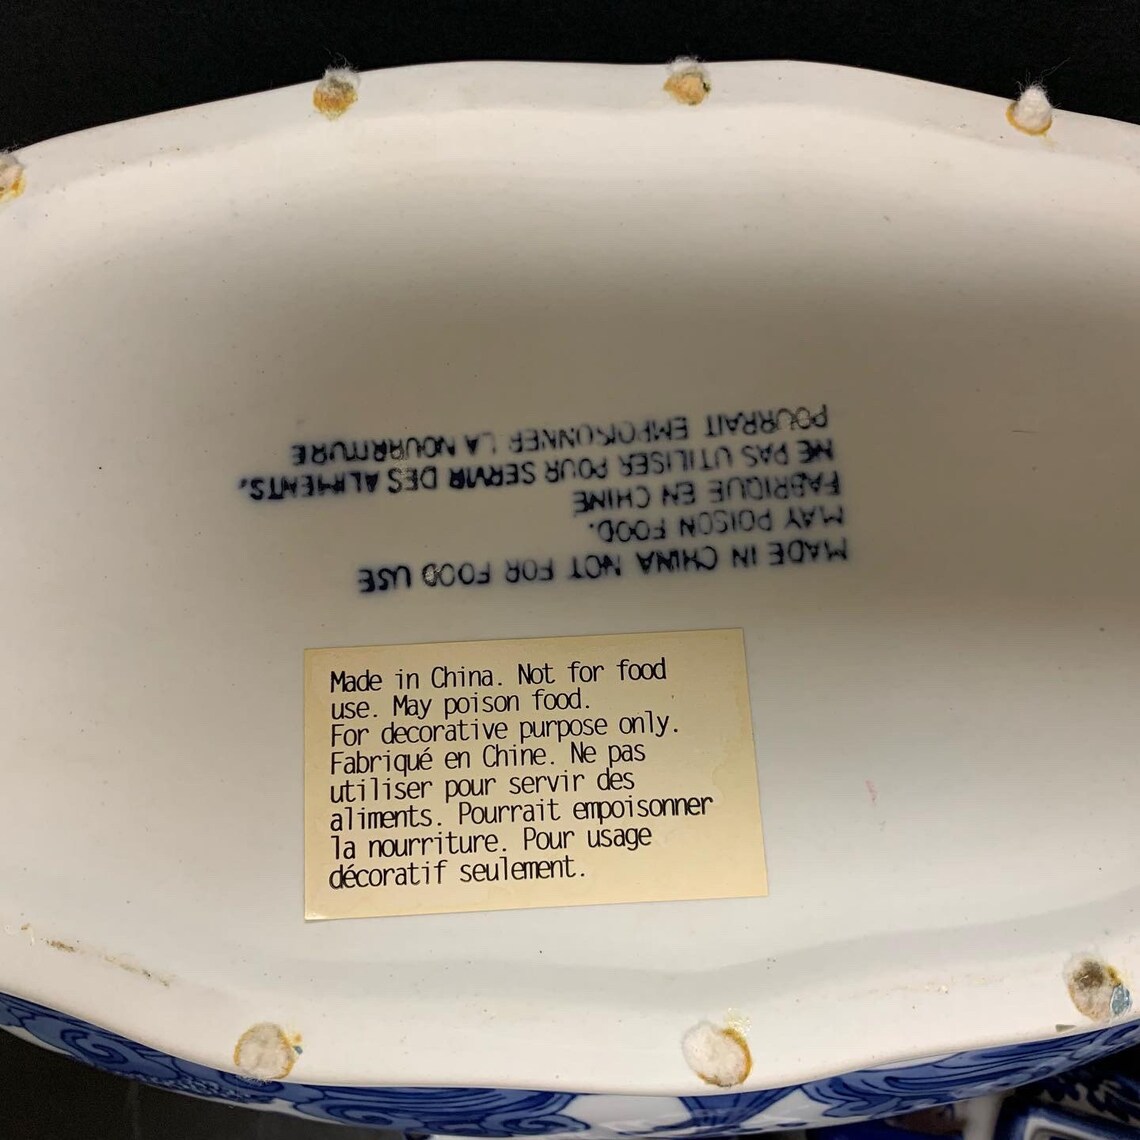 MADE IN CHINA NOT FOR FOOD USE
MAY POISON FOOD.
FABRIQUE EN CHINE
NE PAS UTILISER POUR SERVIR DES ALIMENTS.
POURRAIT EMPOISONNER LA NOURRITURE
Made in China. Not for food
use. May poison food.
For decorative purpose only.
Fabriqué en Chine. Ne pas
utiliser pour servir des
aliments. Pourrait empoisonner
la nourriture. Pour usage
décoratif seulement.